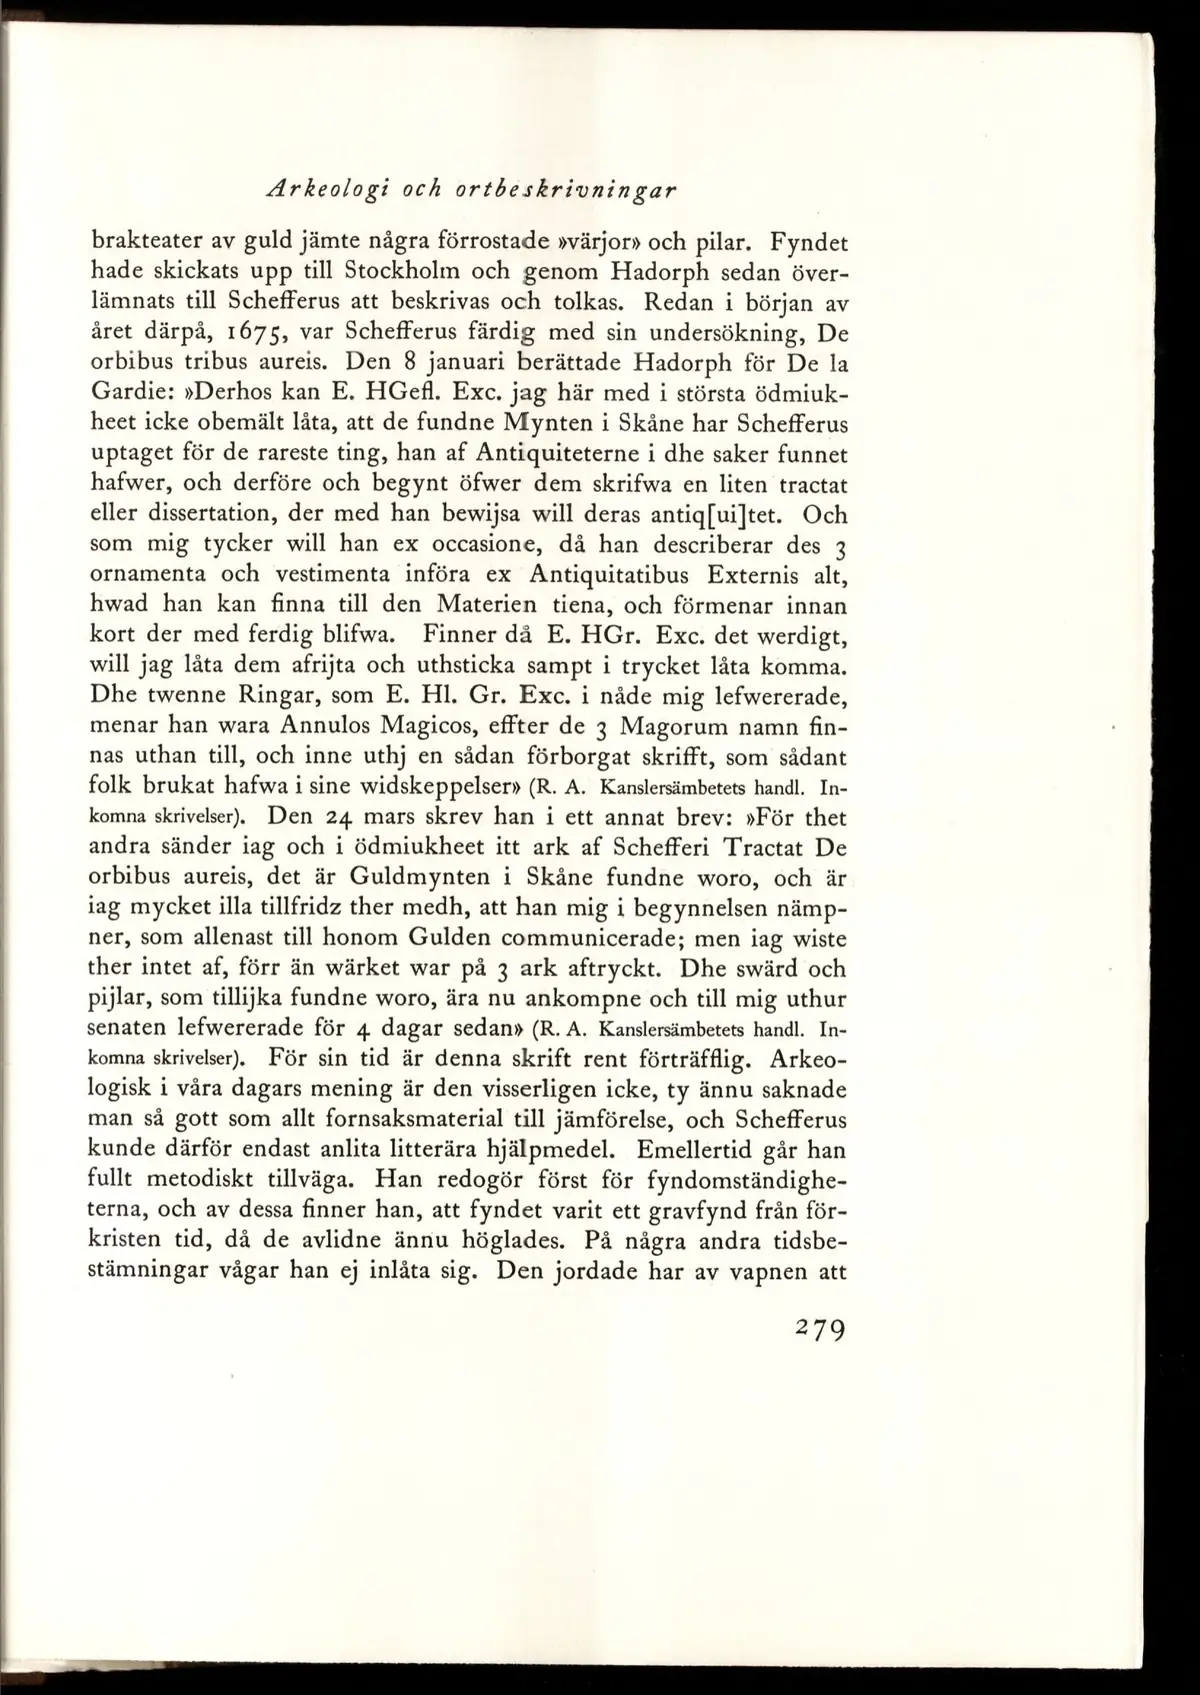 Arkeologi och ortbeskrivningar
brakteater av guld jämte några förrostade »värjor» och pilar. Fyndet
hade skickats upp till Stockholm och genom Hadorph sedan över-
lämnats till Schefferus att beskrivas och tolkas. Redan i början av
året därpå, 1675, var Schefferus färdig med sin undersökning, De
orbibus tribus aureis. Den 8 januari berättade Hadorph för De la
Gardie: »Derhos kan E. HGefl. Exc. jag här med i största ödmiuk-
heet icke obemält låta, att de fundne Mynten i Skåne har Schefferus
uptaget för de rareste ting, han af Antiquiteterne i dhe saker funnet
hafwer, och derföre och begynt öfwer dem skrifwa en liten tractat
eller dissertation, der med han bewijsa will deras antiq[ui]tet. Och
som mig tycker will han ex occasione, då han describerar des 3
ornamenta och vestimenta införa ex Antiquitatibus Externis alt,
hwad han kan finna till den Materien tiena, och förmenar innan
kort der med ferdig blifwa. Finner då E. HGr. Exc. det werdigt,
will jag låta dem afrijta och uthsticka sampt i trycket låta komma.
Dhe twenne Ringar, som E. Hl. Gr. Exc. i nåde mig lefwererade,
menar han wara Annulos Magicos, effter de 3 Magorum namn fin-
nas uthan till, och inne uthj en sådan förborgat skrifft, som sådant
folk brukat hafwa i sine widskeppelser» (R. A. Kanslersämbetets handl. In-
komna skrivelser). Den 24 mars skrev han i ett annat brev: »För thet
andra sänder iag och i ödmiukheet itt ark af Schefferi Tractat De
orbibus aureis, det är Guldmynten i Skåne fundne woro, och är
iag mycket illa tillfridz ther medh, att han mig i begynnelsen nämp-
ner, som allenast till honom Gulden communicerade; men iag wiste
ther intet af, förr än wärket war på 3 ark aftryckt. Dhe swärd och
pijlar, som tillijka fundne woro, ära nu ankompne och till mig uthur
senaten lefwererade för 4 dagar sedan» (R. A. Kanslersämbetets handl. In-
komna skrivelser). För sin tid är denna skrift rent förträfflig. Arkeo-
logisk i våra dagars mening är den visserligen icke, ty ännu saknade
man så gott som allt fornsaksmaterial till jämförelse, och Schefferus
kunde därför endast anlita litterära hjälpmedel. Emellertid går han
fullt metodiskt tillväga. Han redogör först för fyndomständighe-
terna, och av dessa finner han, att fyndet varit ett gravfynd från för-
kristen tid, då de avlidne ännu höglades. På några andra tidsbe-
stämningar vågar han ej inlåta sig. Den jordade har av vapnen att
279